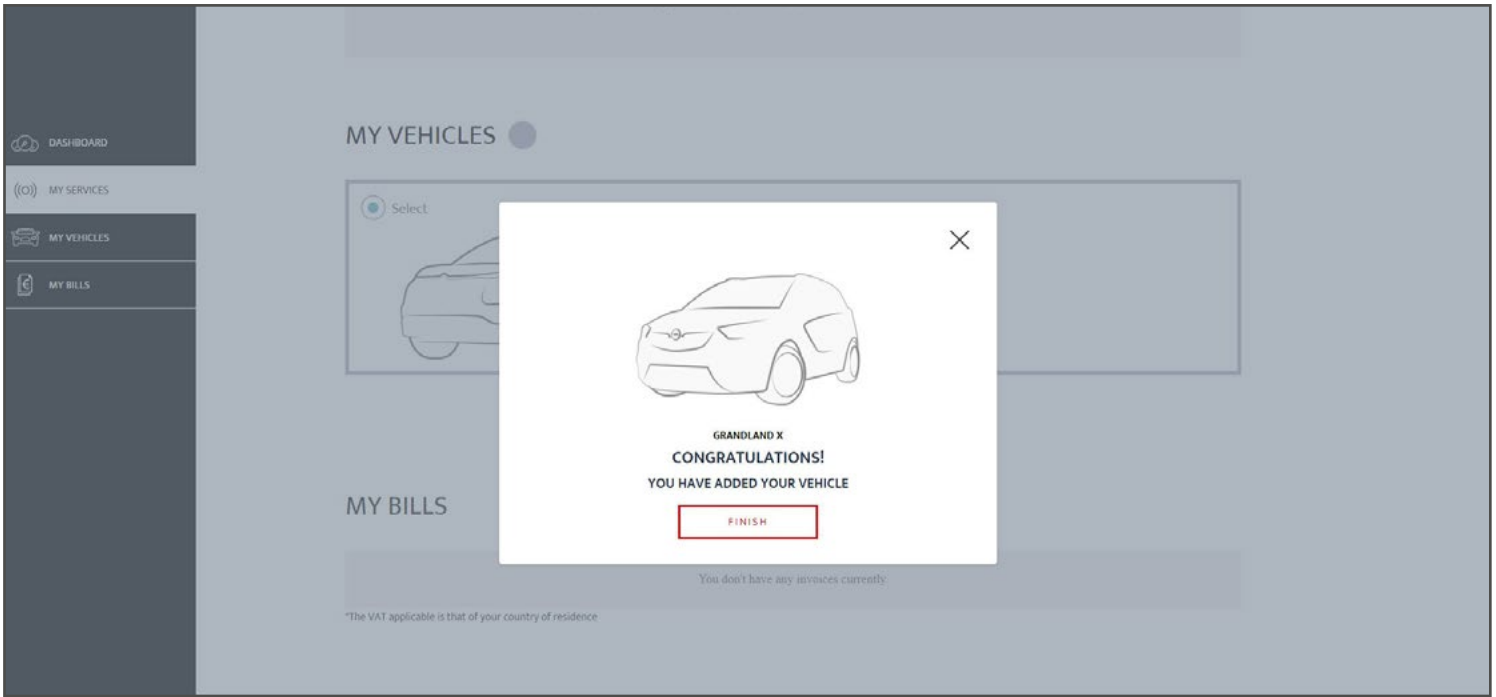 DASHBOARD
MY SERVICES
MY VEHICLES
MY BILLS
MY VEHICLES
Select
GRANDLAND X
CONGRATULATIONS!
YOU HAVE ADDED YOUR VEHICLE
FINISH
MY BILLS
You don't have any invoices currently
*The VAT applicable is that of your country of residence